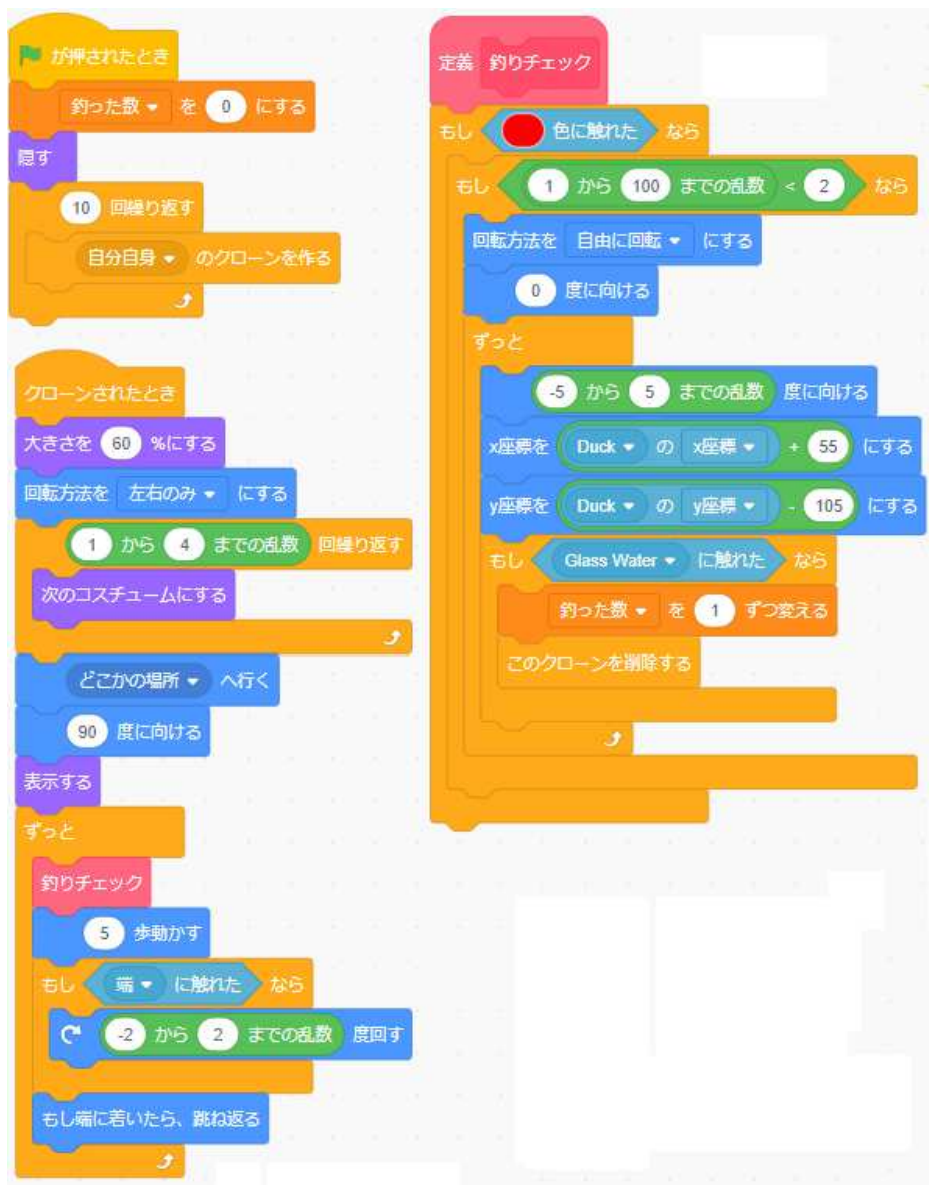 が押されたとき
釣った数 を 0 にする
隠す
10 回繰り返す
自分自身 のクローンを作る
クローンされたとき
大きさを 60 %にする
回転方法を 左右のみ にする
1 から 4 までの乱数 回繰り返す
次のコスチュームにする
どこかの場所 へ行く
90 度に向ける
表示する
ずっと
釣りチェック
5 歩動かす
もし 端 に触れた なら
-2 から 2 までの乱数 度回す
もし端に着いたら、跳ね返る
定義 釣りチェック
もし 色に触れた なら
もし 1 から 100 までの乱数 < 2 なら
回転方法を 自由に回転 にする
0 度に向ける
ずっと
-5 から 5 までの乱数 度に向ける
x座標を Duck の x座標 + 55 にする
y座標を Duck の y座標 - 105 にする
もし Glass Water に触れた なら
釣った数 を 1 ずつ変える
このクローンを削除する